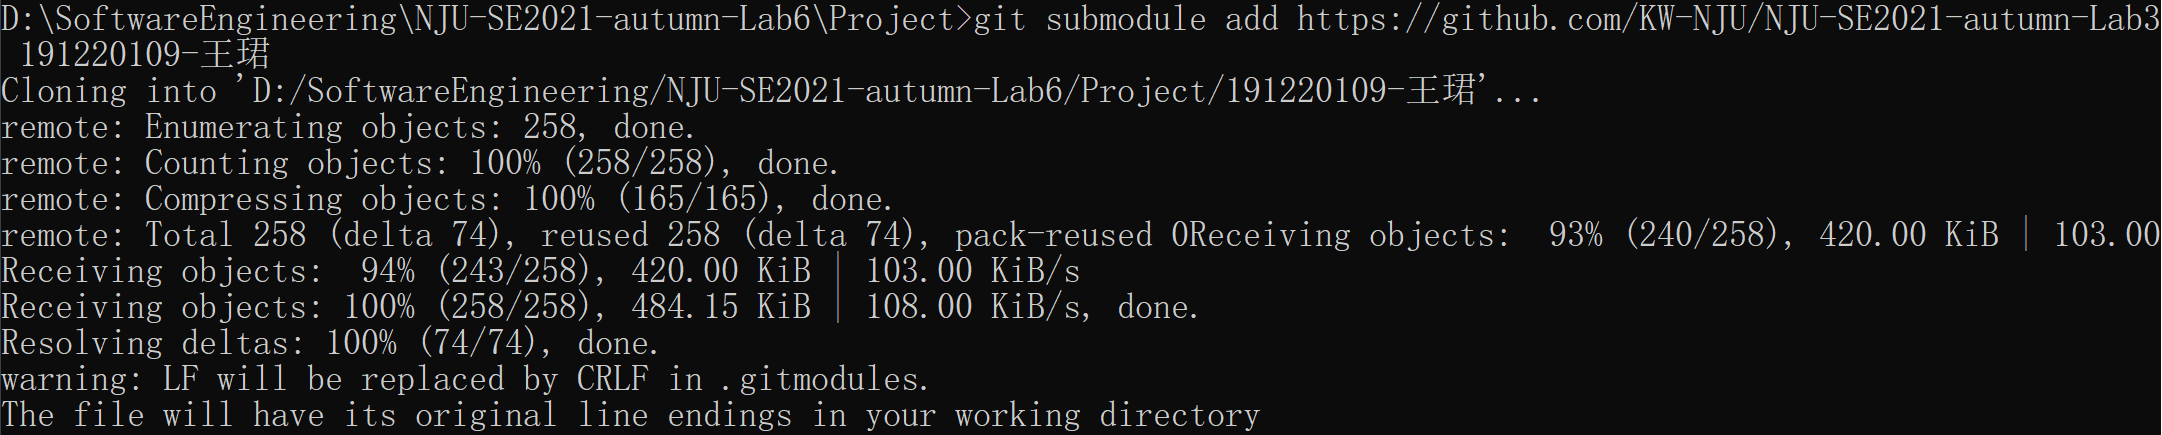 D:\SoftwareEngineering\NJU-SE2021-autumn-Lab6\Project>git submodule add https://github.com/KW-NJU/NJU-SE2021-autumn-Lab3
 191220109-王珺
Cloning into 'D:/SoftwareEngineering/NJU-SE2021-autumn-Lab6/Project/191220109-王珺'...
remote: Enumerating objects: 258, done.
remote: Counting objects: 100% (258/258), done.
remote: Compressing objects: 100% (165/165), done.
remote: Total 258 (delta 74), reused 258 (delta 74), pack-reused 0Receiving objects:  93% (240/258), 420.00 KiB | 103.00
Receiving objects:  94% (243/258), 420.00 KiB | 103.00 KiB/s
Receiving objects: 100% (258/258), 484.15 KiB | 108.00 KiB/s, done.
Resolving deltas: 100% (74/74), done.
warning: LF will be replaced by CRLF in .gitmodules.
The file will have its original line endings in your working directory